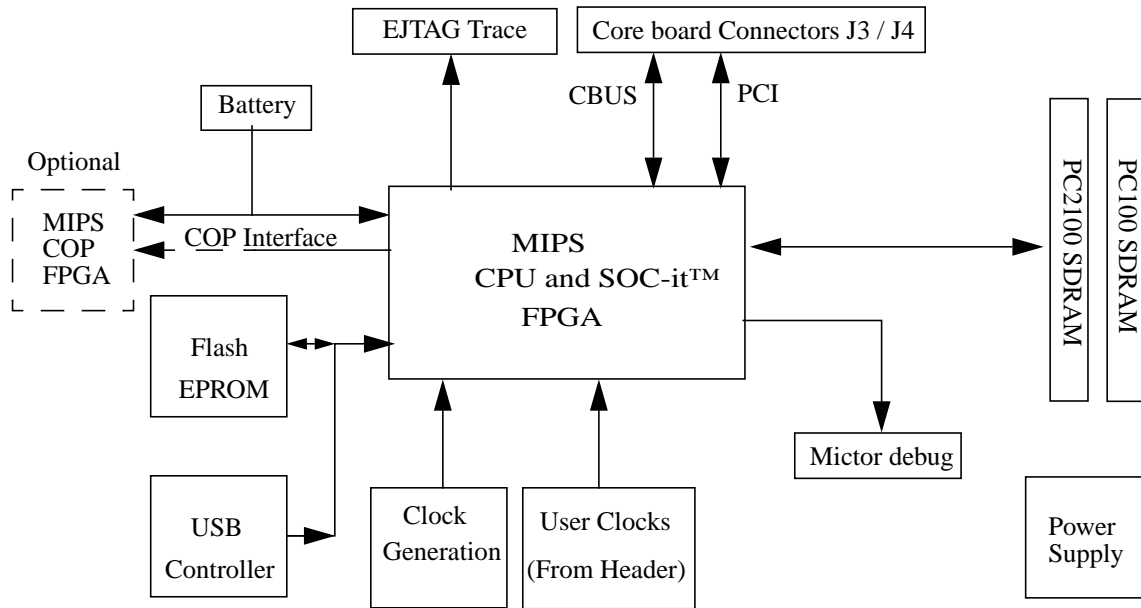 EJTAG Trace
Core board Connectors J3 / J4
CBUS
PCI
Battery
Optional
MIPS
COP
FPGA
COP Interface
MIPS
CPU and SOC-it™
FPGA
PC2100 SDRAM
PC100 SDRAM
Flash
EPROM
Mictor debug
USB
Controller
Clock
Generation
User Clocks
(From Header)
Power
Supply